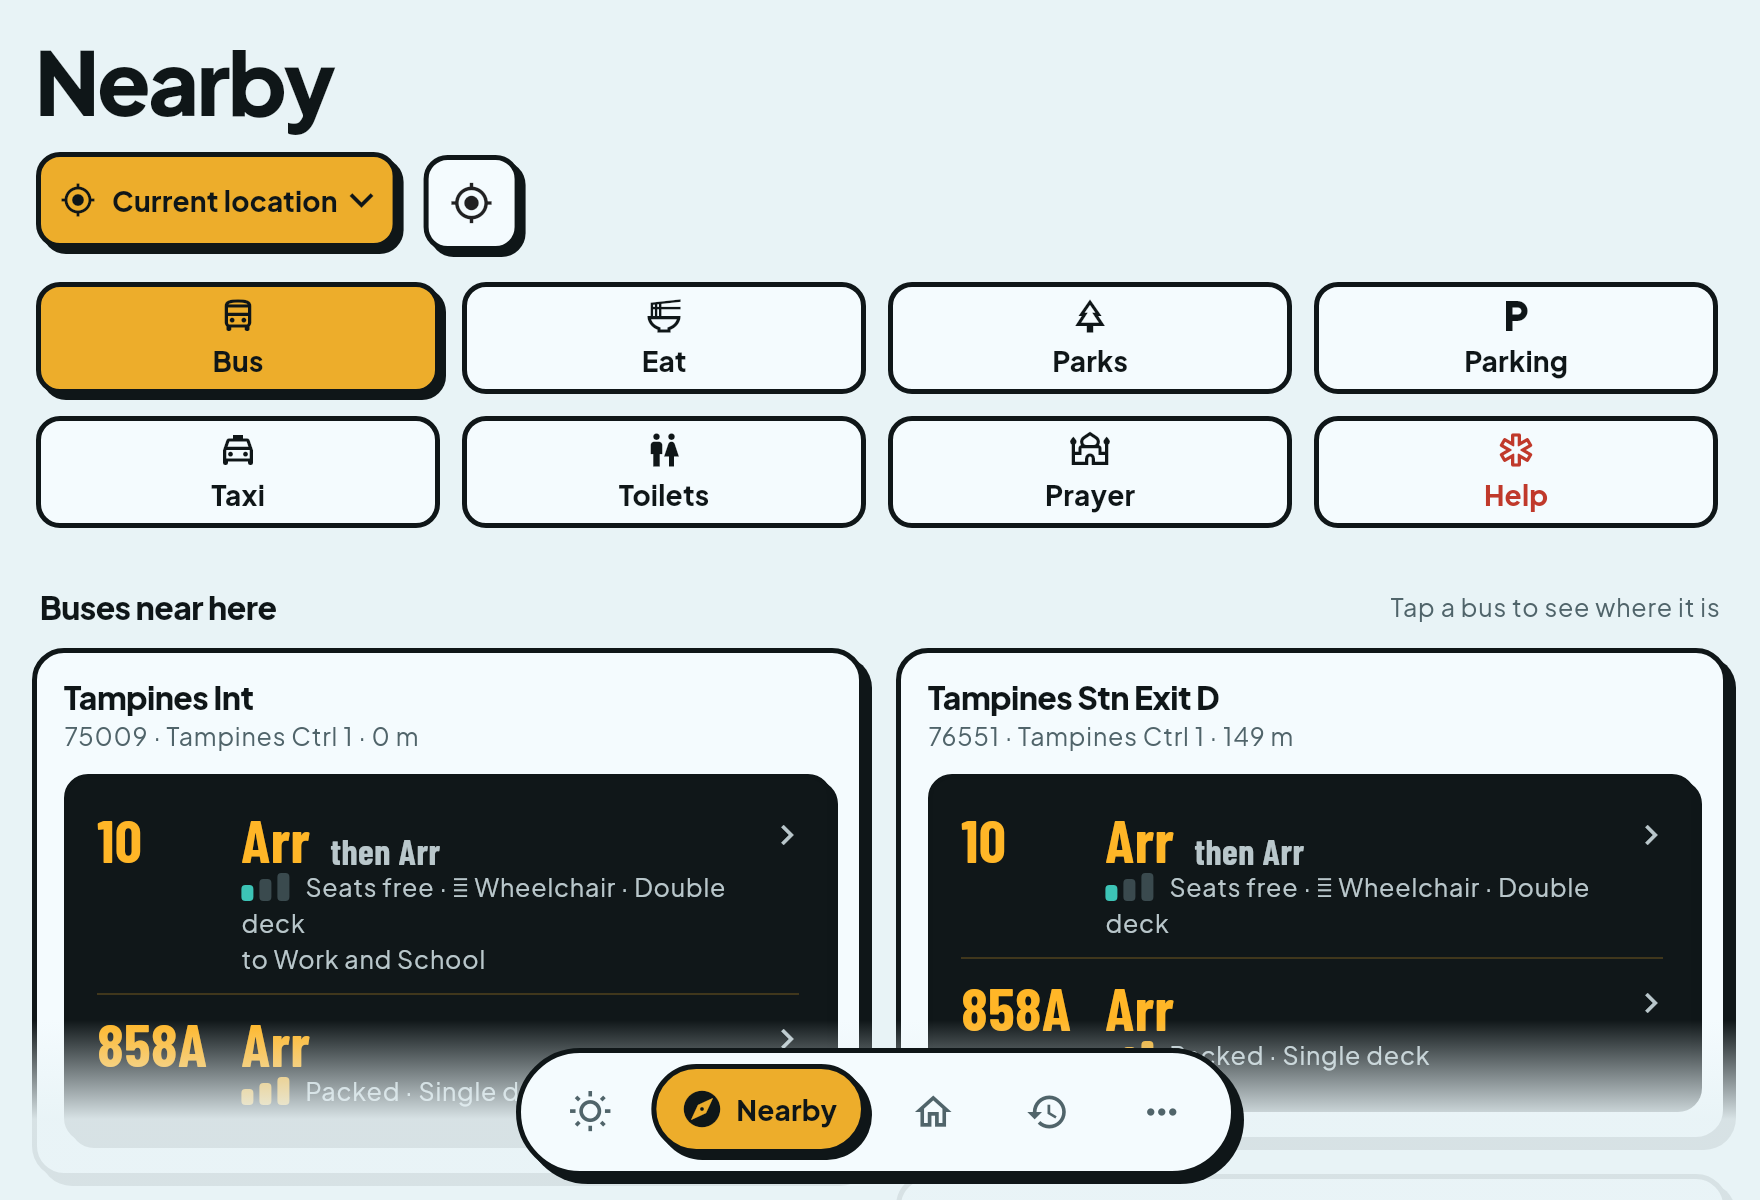 Nearby
Current location
Bus
Eat
Parks
P
Parking
Taxi
Toilets
Prayer
Help
Buses near here
Tap a bus to see where it is
Tampines Int
75009 · Tampines Ctrl 1 · 0 m
10
Arr then Arr
Seats free · Wheelchair · Double
deck
to Work and School
858A
Arr
Packed · Single
Tampines Stn Exit D
76551 · Tampines Ctrl 1 · 149 m
10
Arr then Arr
Seats free · Wheelchair · Double
deck
858A
Arr
Packed · Single deck
Nearby